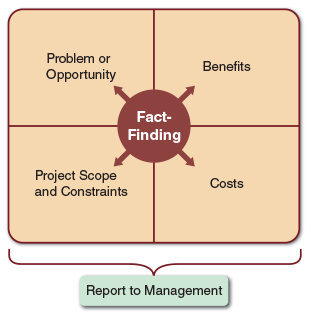 Problem or
Opportunity
Benefits
Fact-
Finding
Project Scope
and Constraints
Costs
Report to Management